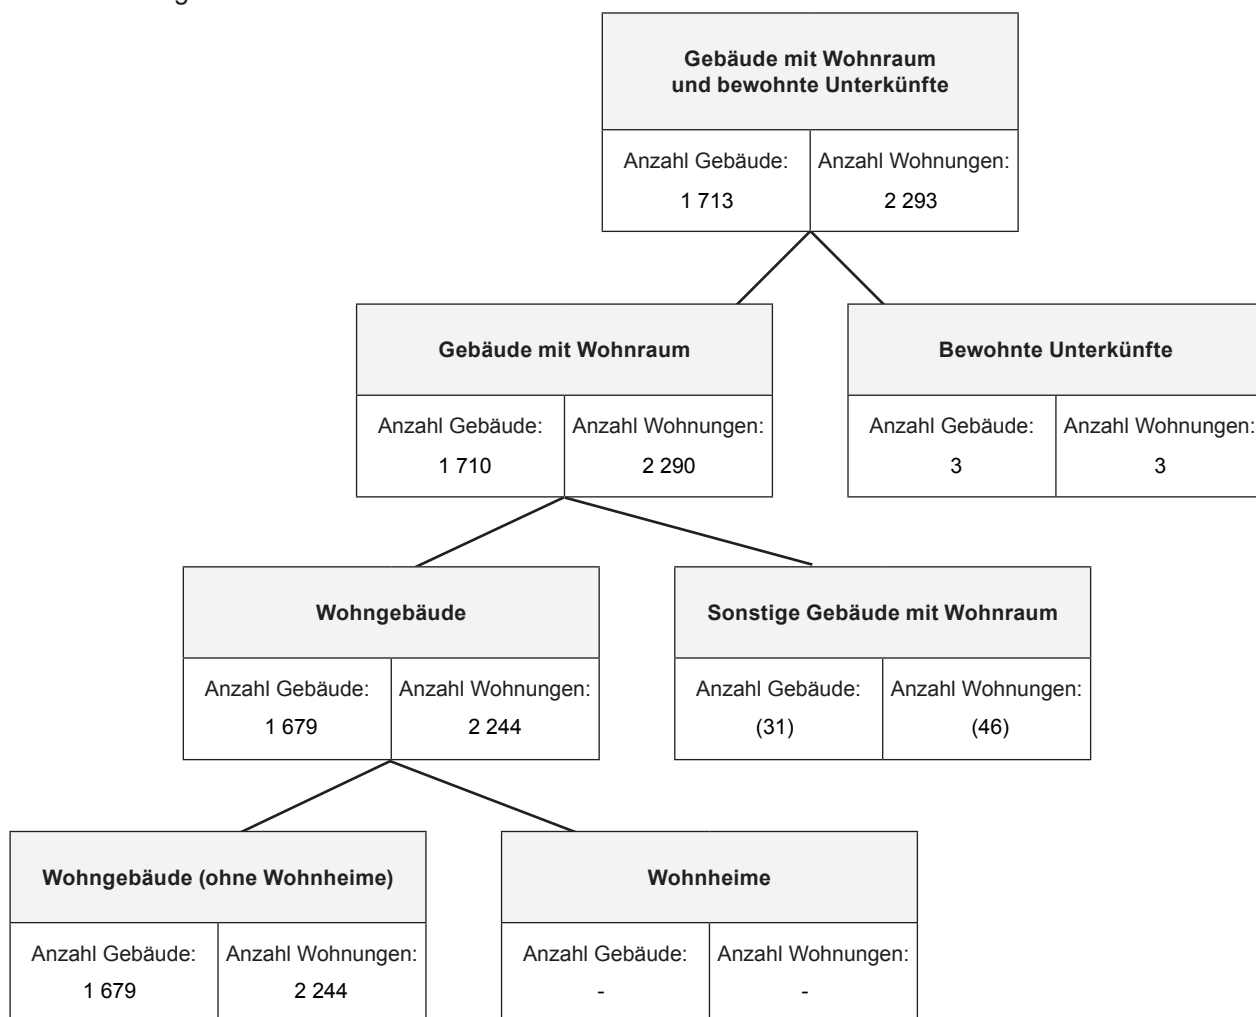 Gebäude mit Wohnraum
und bewohnte Unterkünfte
Anzahl Gebäude:
1 713
Anzahl Wohnungen:
2 293
Gebäude mit Wohnraum
Anzahl Gebäude:
1 710
Anzahl Wohnungen:
2 290
Bewohnte Unterkünfte
Anzahl Gebäude:
3
Anzahl Wohnungen:
3
Wohngebäude
Anzahl Gebäude:
1 679
Anzahl Wohnungen:
2 244
Sonstige Gebäude mit Wohnraum
Anzahl Gebäude:
(31)
Anzahl Wohnungen:
(46)
Wohngebäude (ohne Wohnheime)
Anzahl Gebäude:
1 679
Anzahl Wohnungen:
2 244
Wohnheime
Anzahl Gebäude:
-
Anzahl Wohnungen:
-